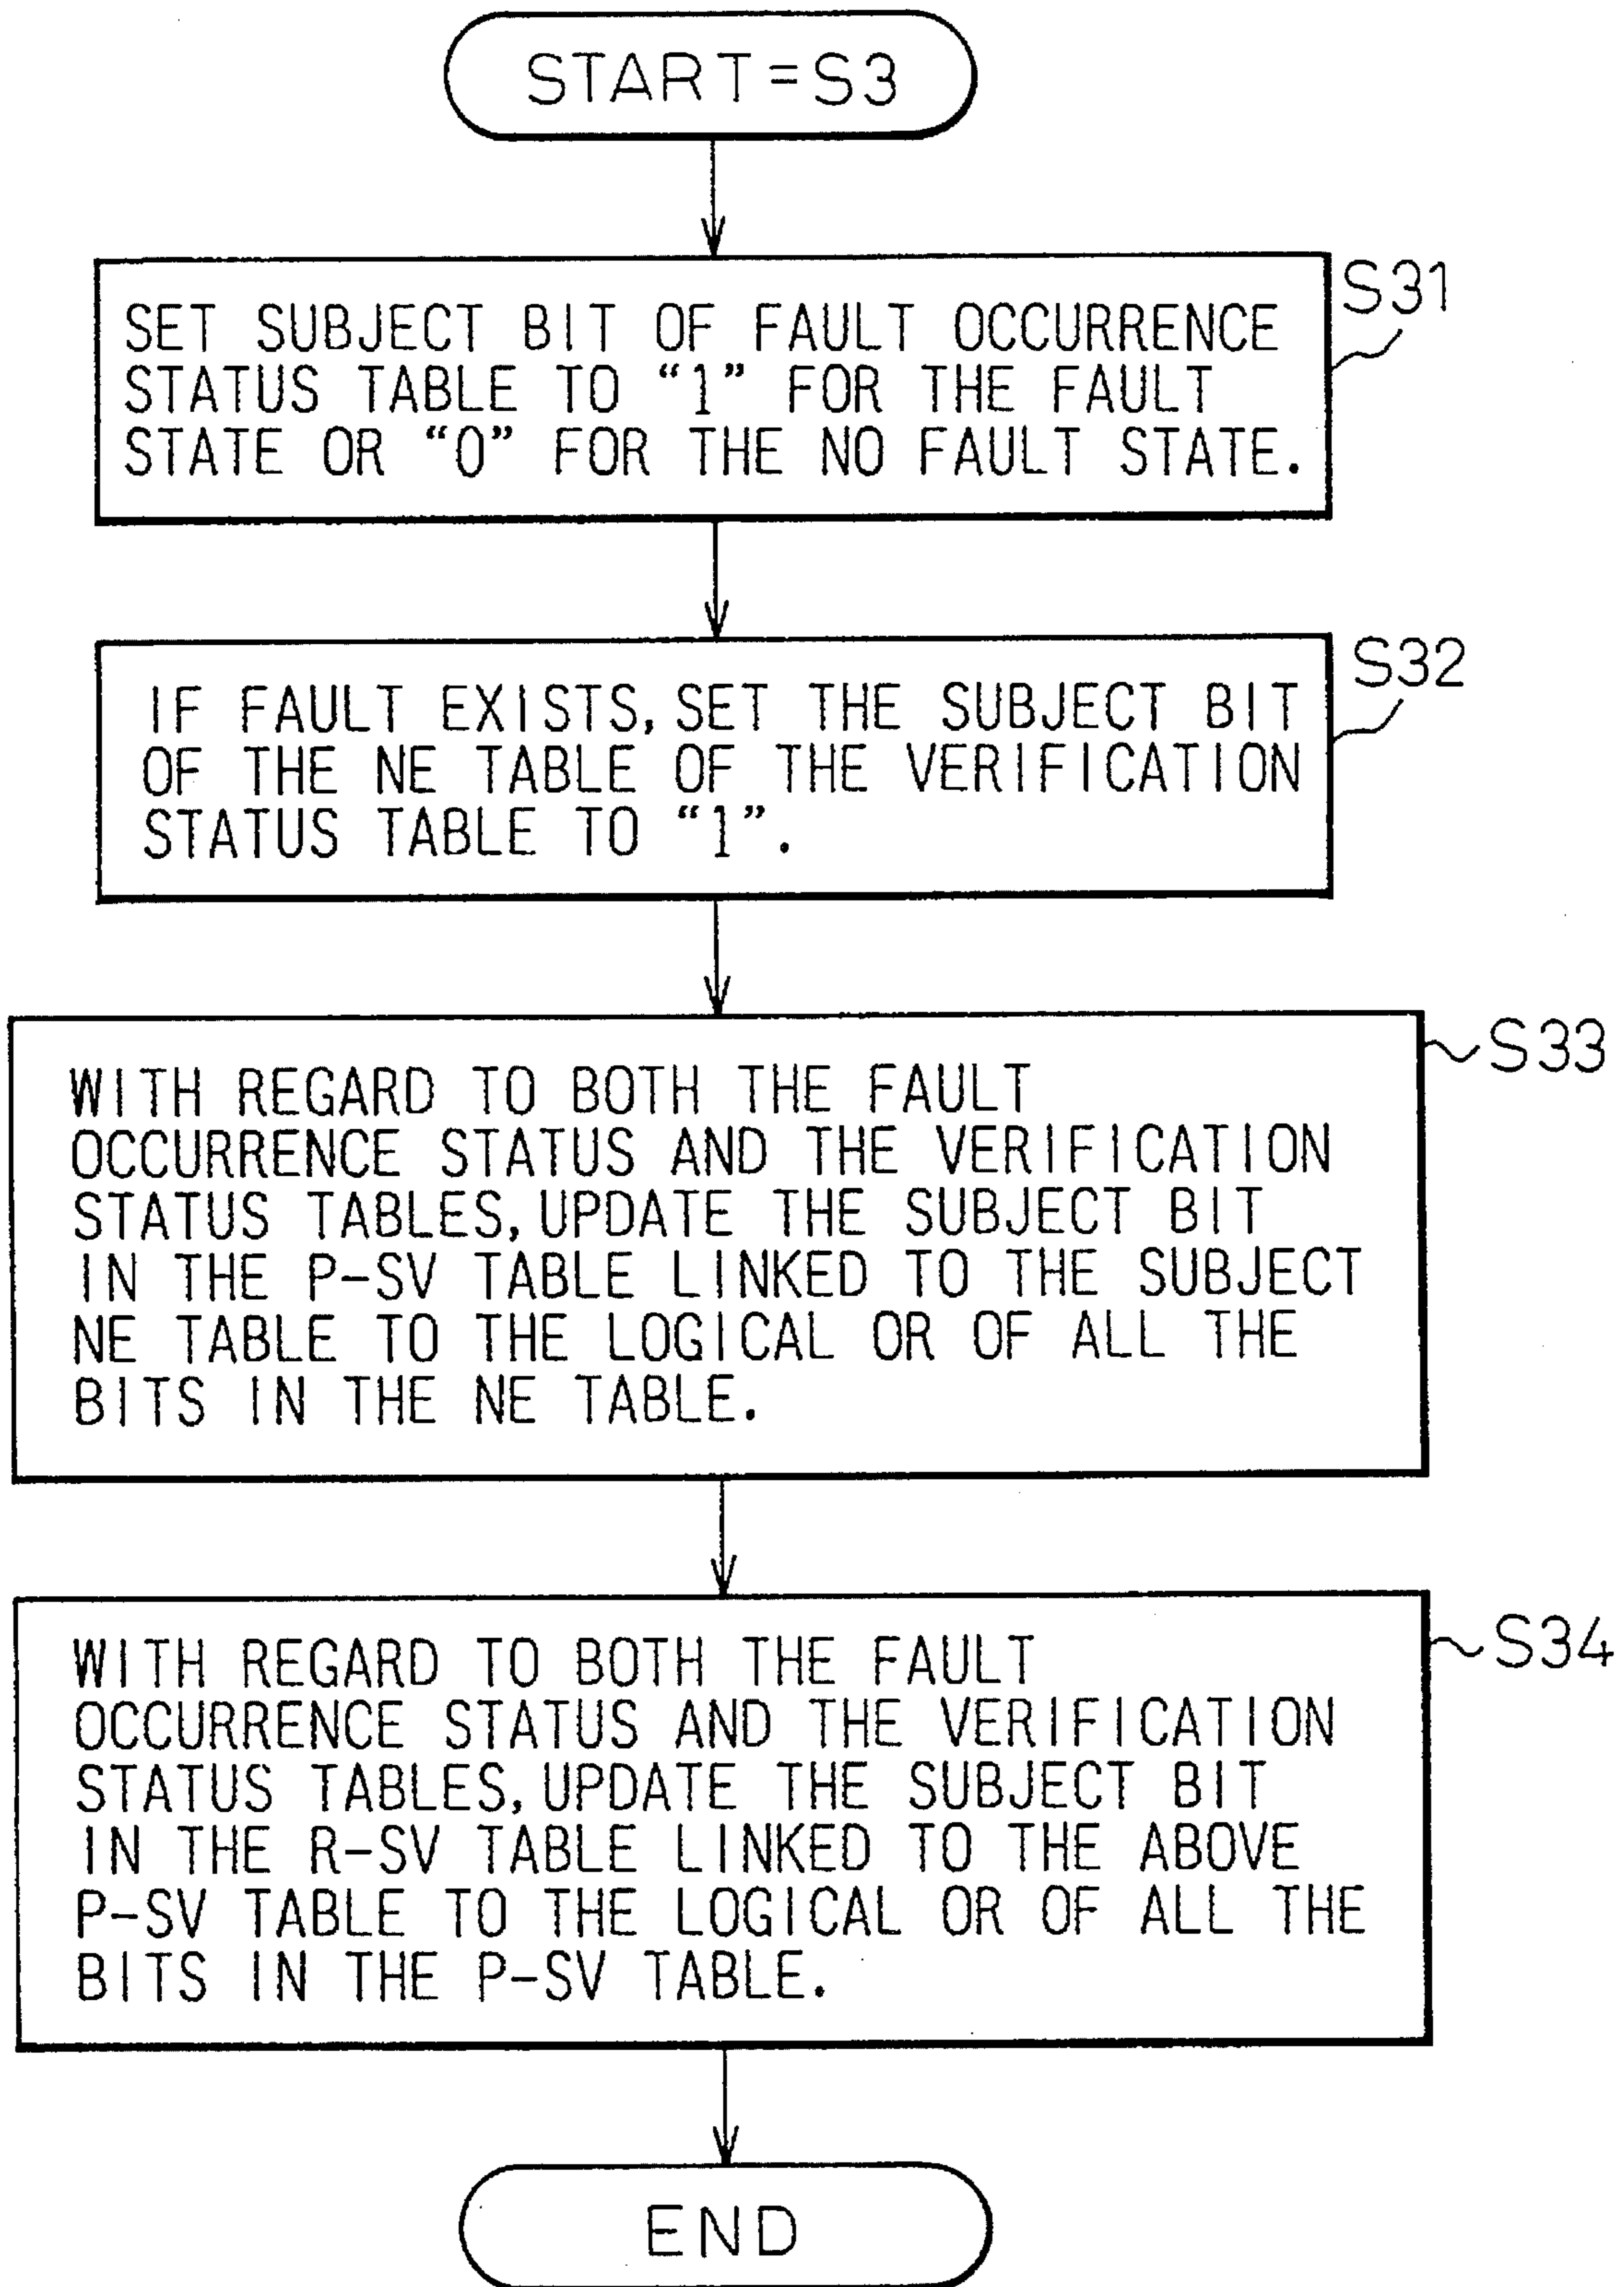 START=S3
S31
SET SUBJECT BIT OF FAULT OCCURRENCE
STATUS TABLE TO “1” FOR THE FAULT
STATE OR “0” FOR THE NO FAULT STATE.
S32
IF FAULT EXISTS, SET THE SUBJECT BIT
OF THE NE TABLE OF THE VERIFICATION
STATUS TABLE TO “1”.
S33
WITH REGARD TO BOTH THE FAULT
OCCURRENCE STATUS AND THE VERIFICATION
STATUS TABLES, UPDATE THE SUBJECT BIT
IN THE P-SV TABLE LINKED TO THE SUBJECT
NE TABLE TO THE LOGICAL OR OF ALL THE
BITS IN THE NE TABLE.
S34
WITH REGARD TO BOTH THE FAULT
OCCURRENCE STATUS AND THE VERIFICATION
STATUS TABLES, UPDATE THE SUBJECT BIT
IN THE R-SV TABLE LINKED TO THE ABOVE
P-SV TABLE TO THE LOGICAL OR OF ALL THE
BITS IN THE P-SV TABLE.
END